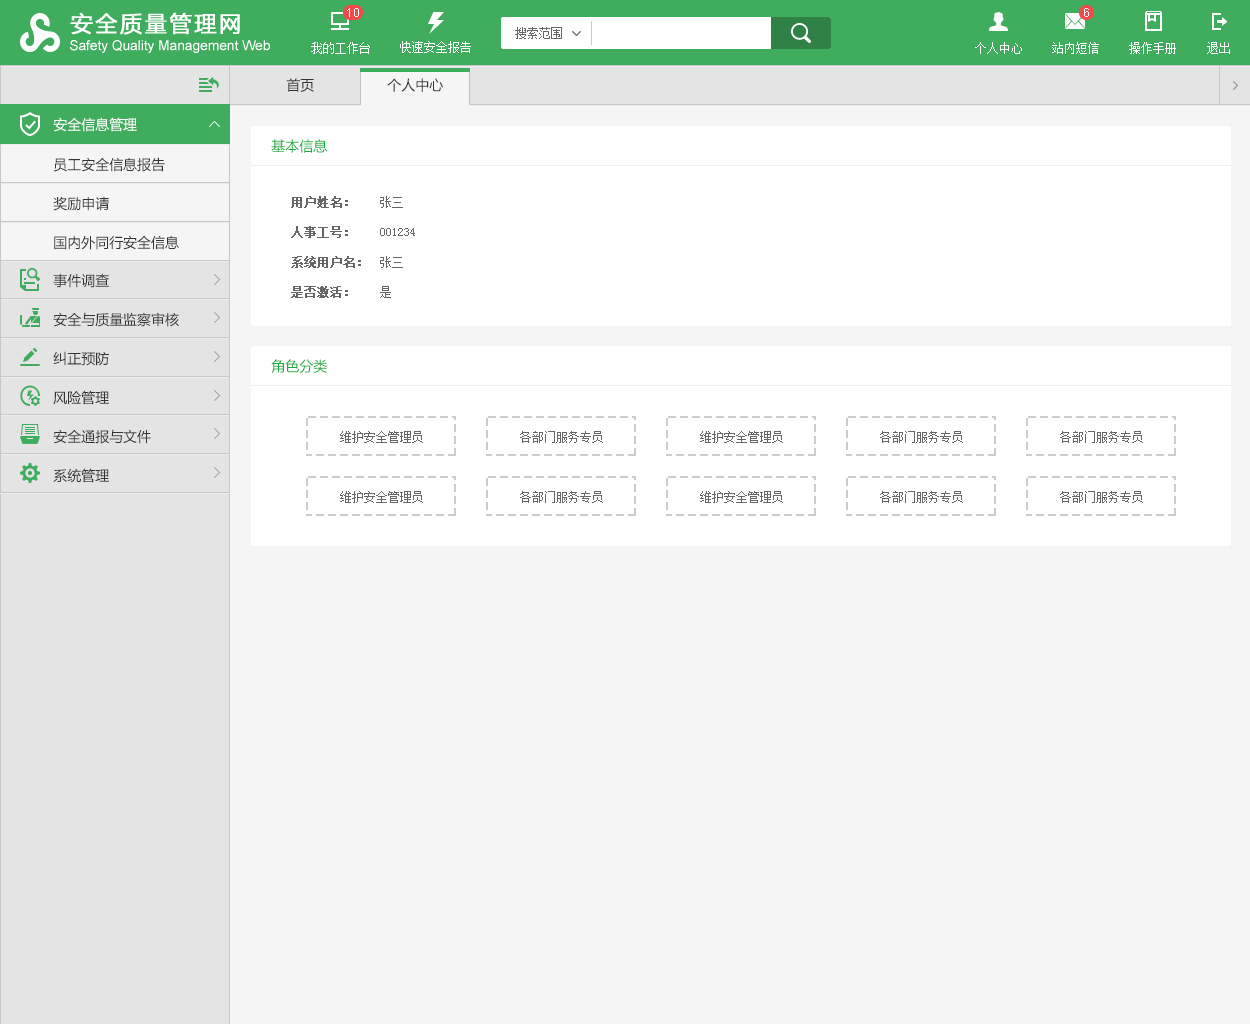 安全质量管理网
Safety Quality Management Web
10
我的工作台
快速安全报告
搜索范围
个人中心
6
站内短信
操作手册
退出
首页
个人中心
安全信息管理
员工安全信息报告
奖励申请
国内外同行安全信息
事件调查
安全与质量监察审核
纠正预防
风险管理
安全通报与文件
系统管理
基本信息
用户姓名： 张三
人事工号： 001234
系统用户名： 张三
是否激活： 是
角色分类
维护安全管理员 各部门服务专员 维护安全管理员 各部门服务专员 各部门服务专员
维护安全管理员 各部门服务专员 维护安全管理员 各部门服务专员 各部门服务专员